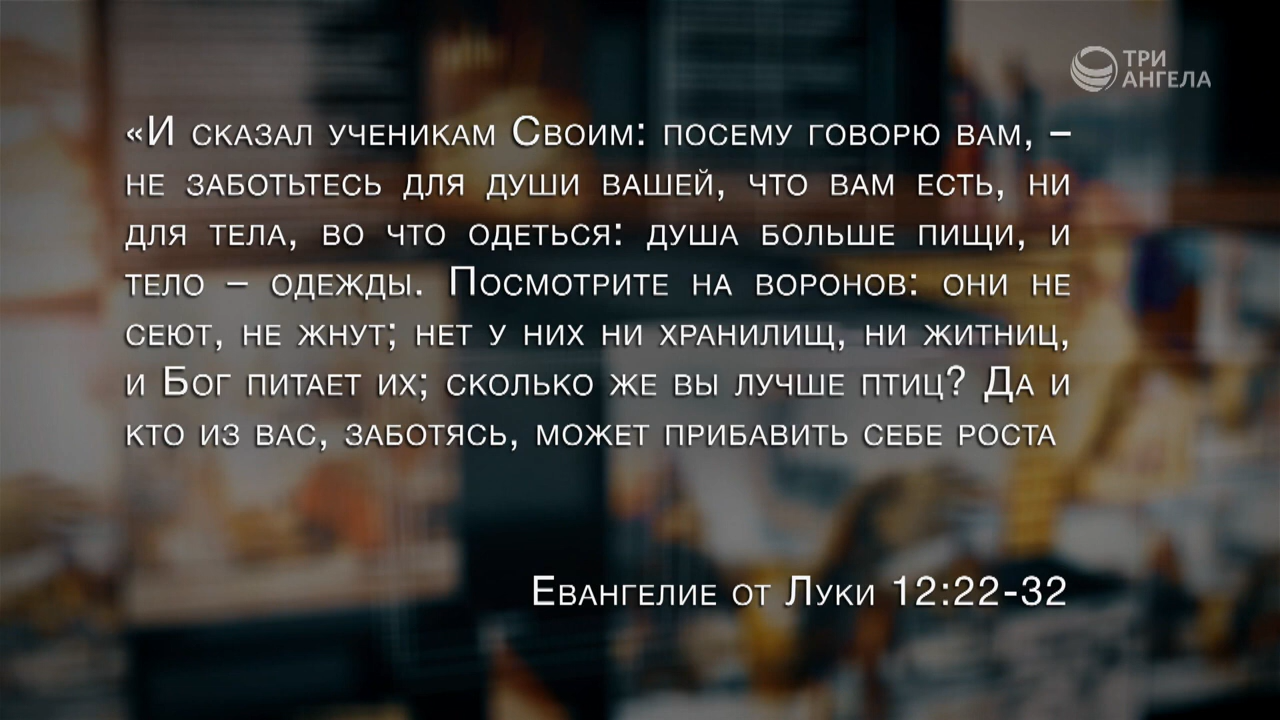 ТРИ
АНГЕЛА
«И сказал ученикам Своим: посему говорю вам, –
не заботьтесь для души вашей, что вам есть, ни
для тела, во что одеться: душа больше пищи, и
тело – одежды. Посмотрите на воронов: они не
сеют, не жнут; нет у них ни хранилищ, ни житниц,
и Бог питает их; сколько же вы лучше птиц? Да и
кто из вас, заботясь, может прибавить себе роста
Евангелие от Луки 12:22-32